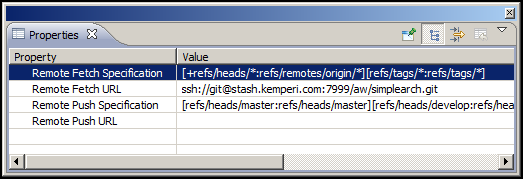 Properties
Property Value
Remote Fetch Specification [+refs/heads/*:refs/remotes/origin/*][refs/tags/*:refs/tags/*]
Remote Fetch URL ssh://git@stash.kemperi.com:7999/aw/simplearch.git
Remote Push Specification [refs/heads/master:refs/heads/master][refs/heads/develop:refs/hea
Remote Push URL